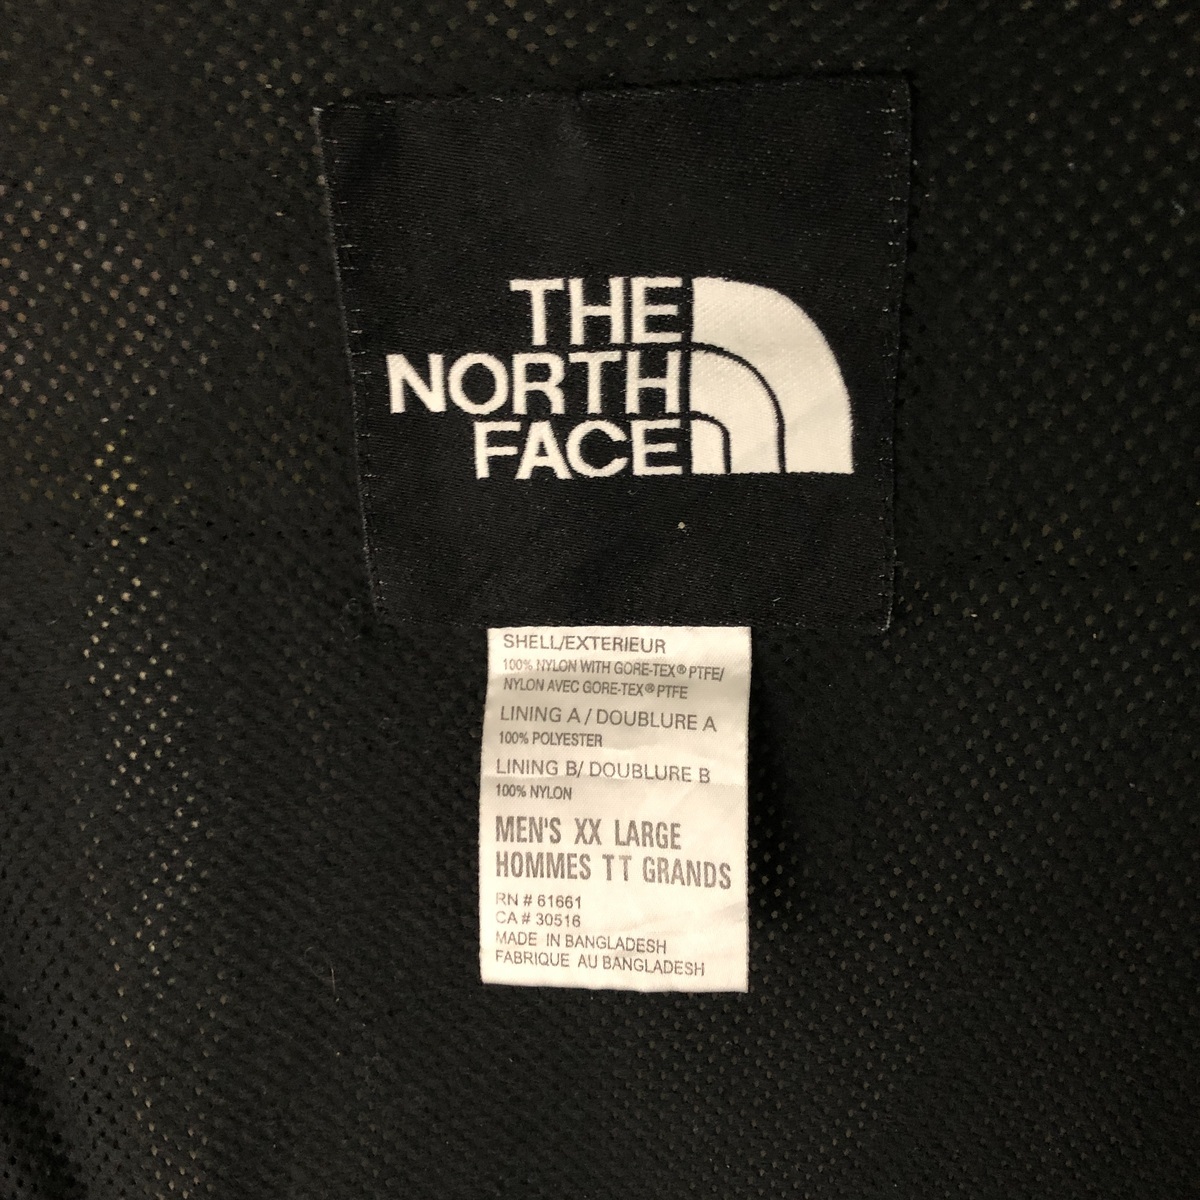 THE
NORTH
FACE
SHELL/EXTERIEUR
100% NYLON WITH GORE-TEX® PTFE/
NYLON AVEC GORE-TEX® PTFE
LINING A / DOUBLURE A
100% POLYESTER
LINING B/ DOUBLURE B
100% NYLON
MEN'S XX LARGE
HOMMES TT GRANDS
RN # 61661
CA # 30516
MADE IN BANGLADESH
FABRIQUE AU BANGLADESH